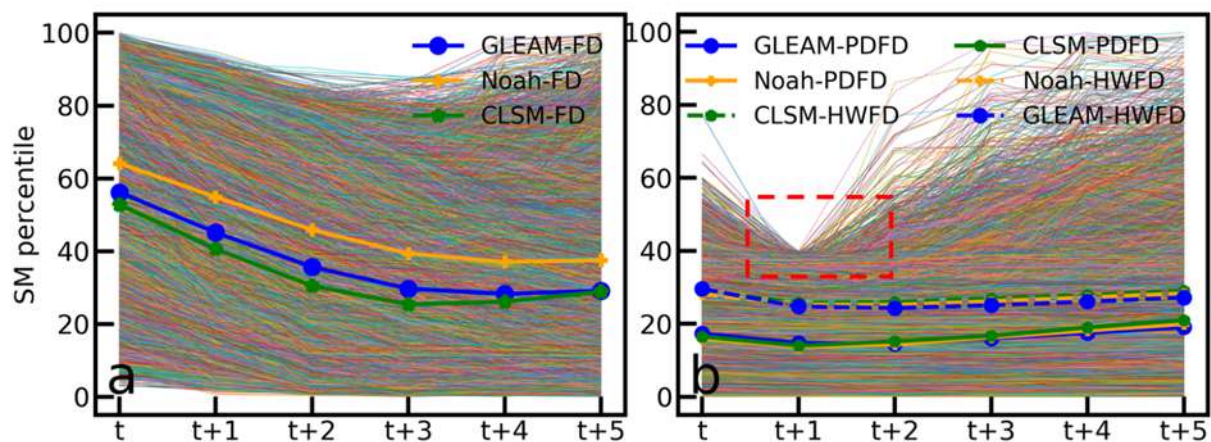 SM percentile
100
80
60
40
20
0
GLEAM-FD
Noah-FD
CLSM-FD
a
t t+1 t+2 t+3 t+4 t+5
100
80
60
40
20
0
GLEAM-PDFD CLSM-PDFD
Noah-PDFD Noah-HWFD
CLSM-HWFD GLEAM-HWFD
b
t t+1 t+2 t+3 t+4 t+5